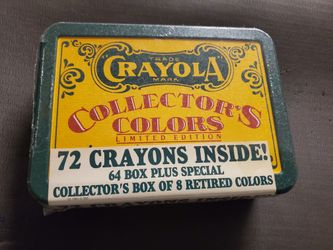 TRADE
"CRAYOLA"
MARK
COLLECTOR'S
COLORS
LIMITED EDITION
72 CRAYONS INSIDE!
64 BOX PLUS SPECIAL
COLLECTOR'S BOX OF 8 RETIRED COLORS